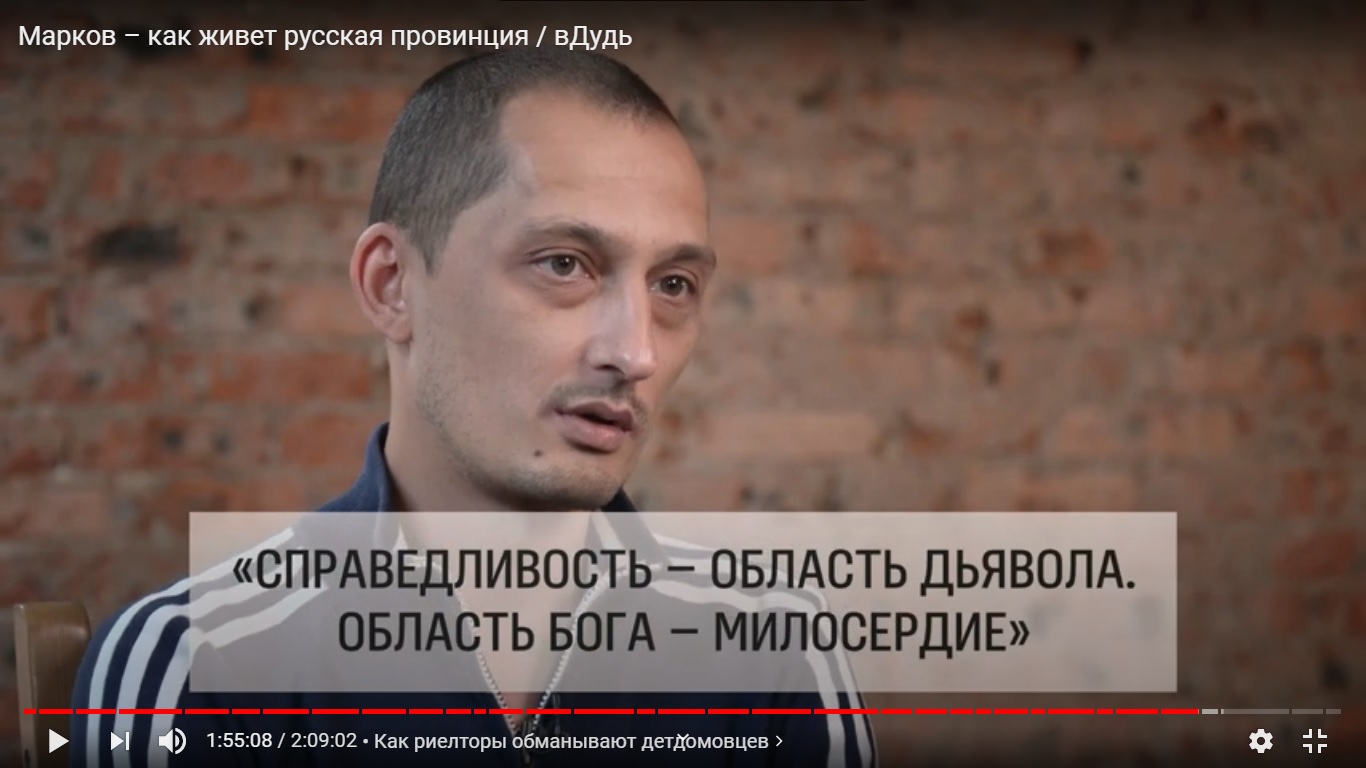 Марков – как живет русская провинция / вДудь
«СПРАВЕДЛИВОСТЬ – ОБЛАСТЬ ДЬЯВОЛА.
ОБЛАСТЬ БОГА – МИЛОСЕРДИЕ»
1:55:08 / 2:09:02 • Как риелторы обманывают детдомовцев ›